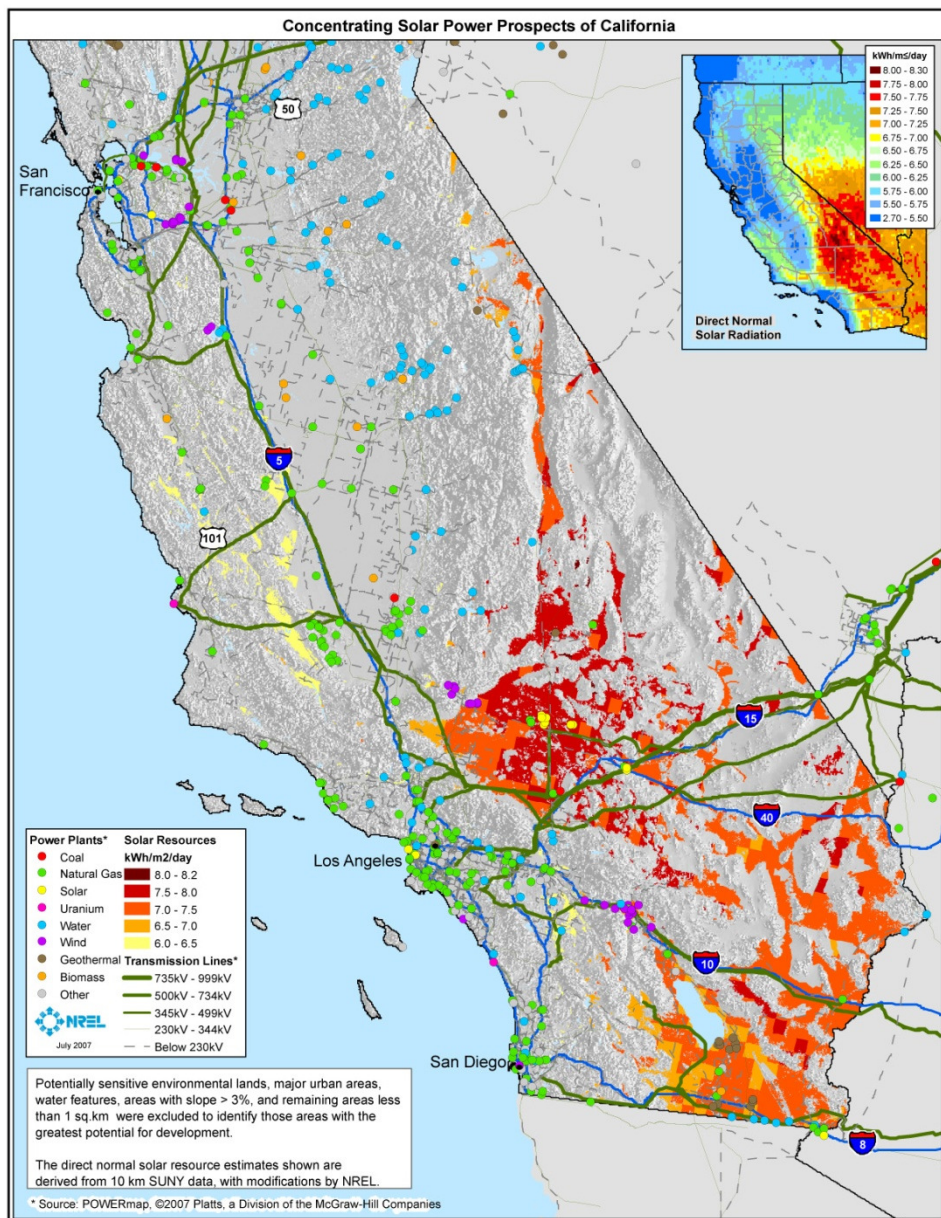 Concentrating Solar Power Prospects of California
kWh/m≤/day
8.00 - 8.30
7.75 - 8.00
7.50 - 7.75
7.25 - 7.50
7.00 - 7.25
6.75 - 7.00
6.50 - 6.75
6.25 - 6.50
6.00 - 6.25
5.75 - 6.00
5.50 - 5.75
2.70 - 5.50
Direct Normal
Solar Radiation
50
San
Francisco
5
101
15
40
Los Angeles
10
San Diego
8
Power Plants*
Coal
Natural Gas
Solar
Uranium
Water
Wind
Geothermal
Biomass
Other
NREL
July 2007
Solar Resources
kWh/m2/day
8.0 - 8.2
7.5 - 8.0
7.0 - 7.5
6.5 - 7.0
6.0 - 6.5
Transmission Lines*
735kV - 999kV
500kV - 734kV
345kV - 499kV
230kV - 344kV
Below 230kV
Potentially sensitive environmental lands, major urban areas,
water features, areas with slope > 3%, and remaining areas less
than 1 sq.km were excluded to identify those areas with the
greatest potential for development.
The direct normal solar resource estimates shown are
derived from 10 km SUNY data, with modifications by NREL.
* Source: POWERmap, ©2007 Platts, a Division of the McGraw-Hill Companies